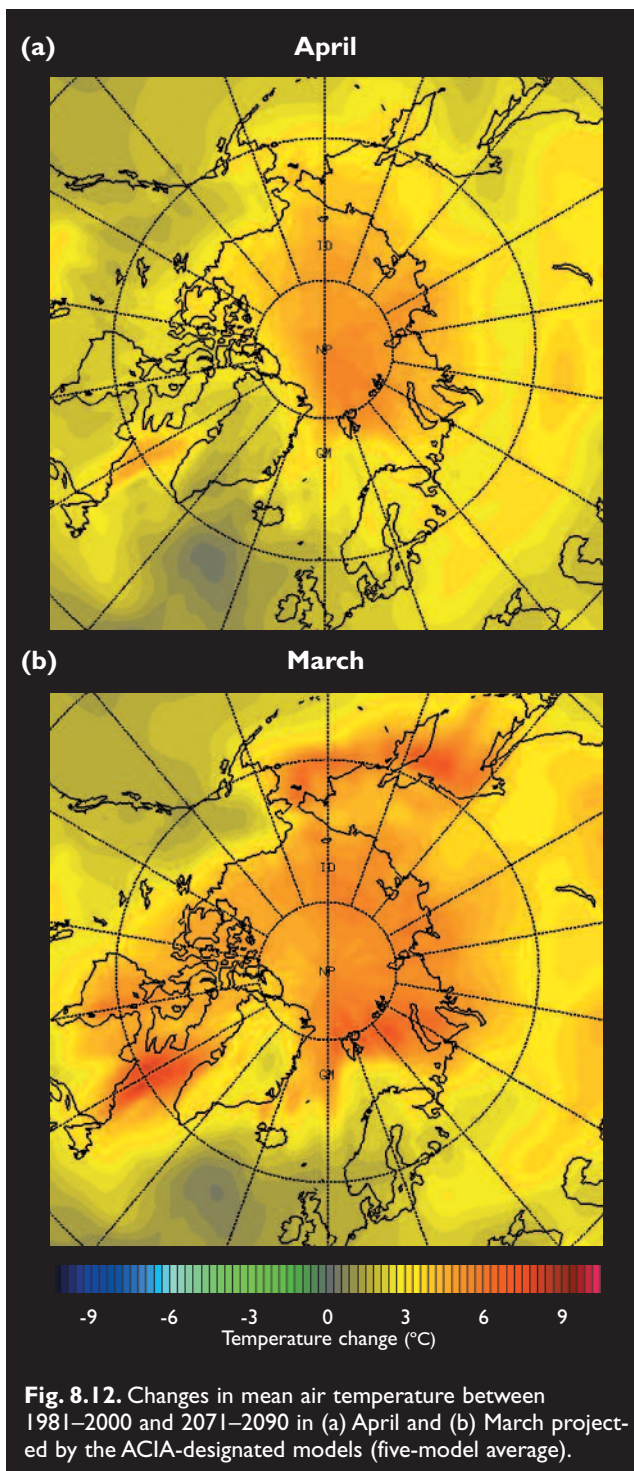 (a) April
ID
NP
GM
(b) March
ID
NP
GM
-9 -6 -3 0 3 6 9
Temperature change (ºC)
Fig. 8.12. Changes in mean air temperature between
1981–2000 and 2071–2090 in (a) April and (b) March project-
ed by the ACIA-designated models (five-model average).